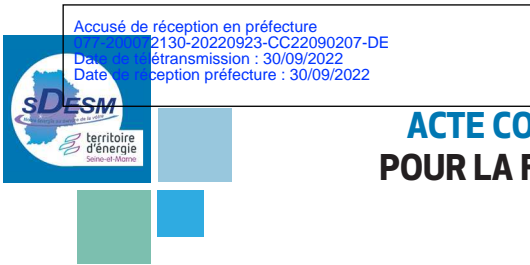 Accusé de réception en préfecture
077-200072130-20220923-CC22090207-DE
Date de télétransmission : 30/09/2022
Date de réception préfecture : 30/09/2022
SDESM
territoire
d'énergie
Seine-et-Marne
ACTE CO
POUR LA F